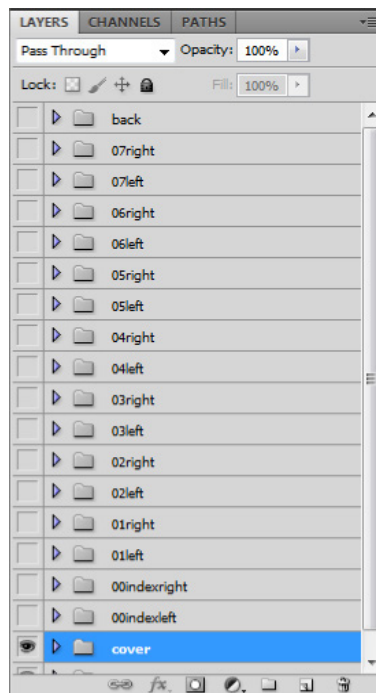 LAYERS CHANNELS PATHS
Pass Through Opacity: 100%
Lock: Fill: 100%
back
07right
07left
06right
06left
05right
05left
04right
04left
03right
03left
02right
02left
01right
01left
00indexright
00indexleft
cover
fx